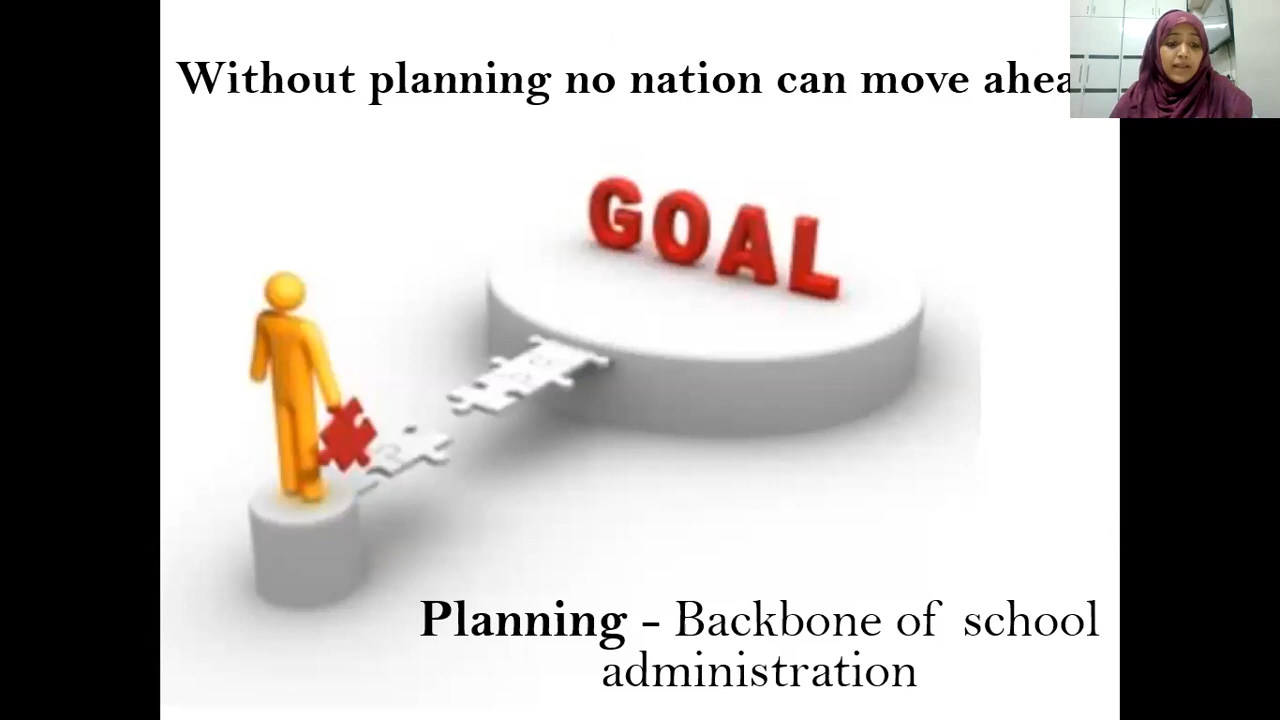 Without planning no nation can move ahea
GOAL
Planning - Backbone of school
administration